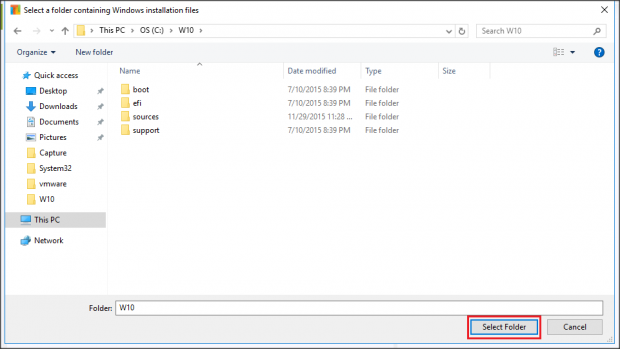 Select a folder containing Windows installation files
This PC > OS (C:) > W10 >
Search W10
Organize
New folder
Name
Date modified
Type
Size
Quick access
Desktop
Downloads
Documents
Pictures
Capture
System32
vmware
W10
This PC
Network
boot 7/10/2015 8:39 PM File folder
efi 7/10/2015 8:39 PM File folder
sources 11/29/2015 11:28 ... File folder
support 7/10/2015 8:39 PM File folder
Folder: W10
Select Folder
Cancel